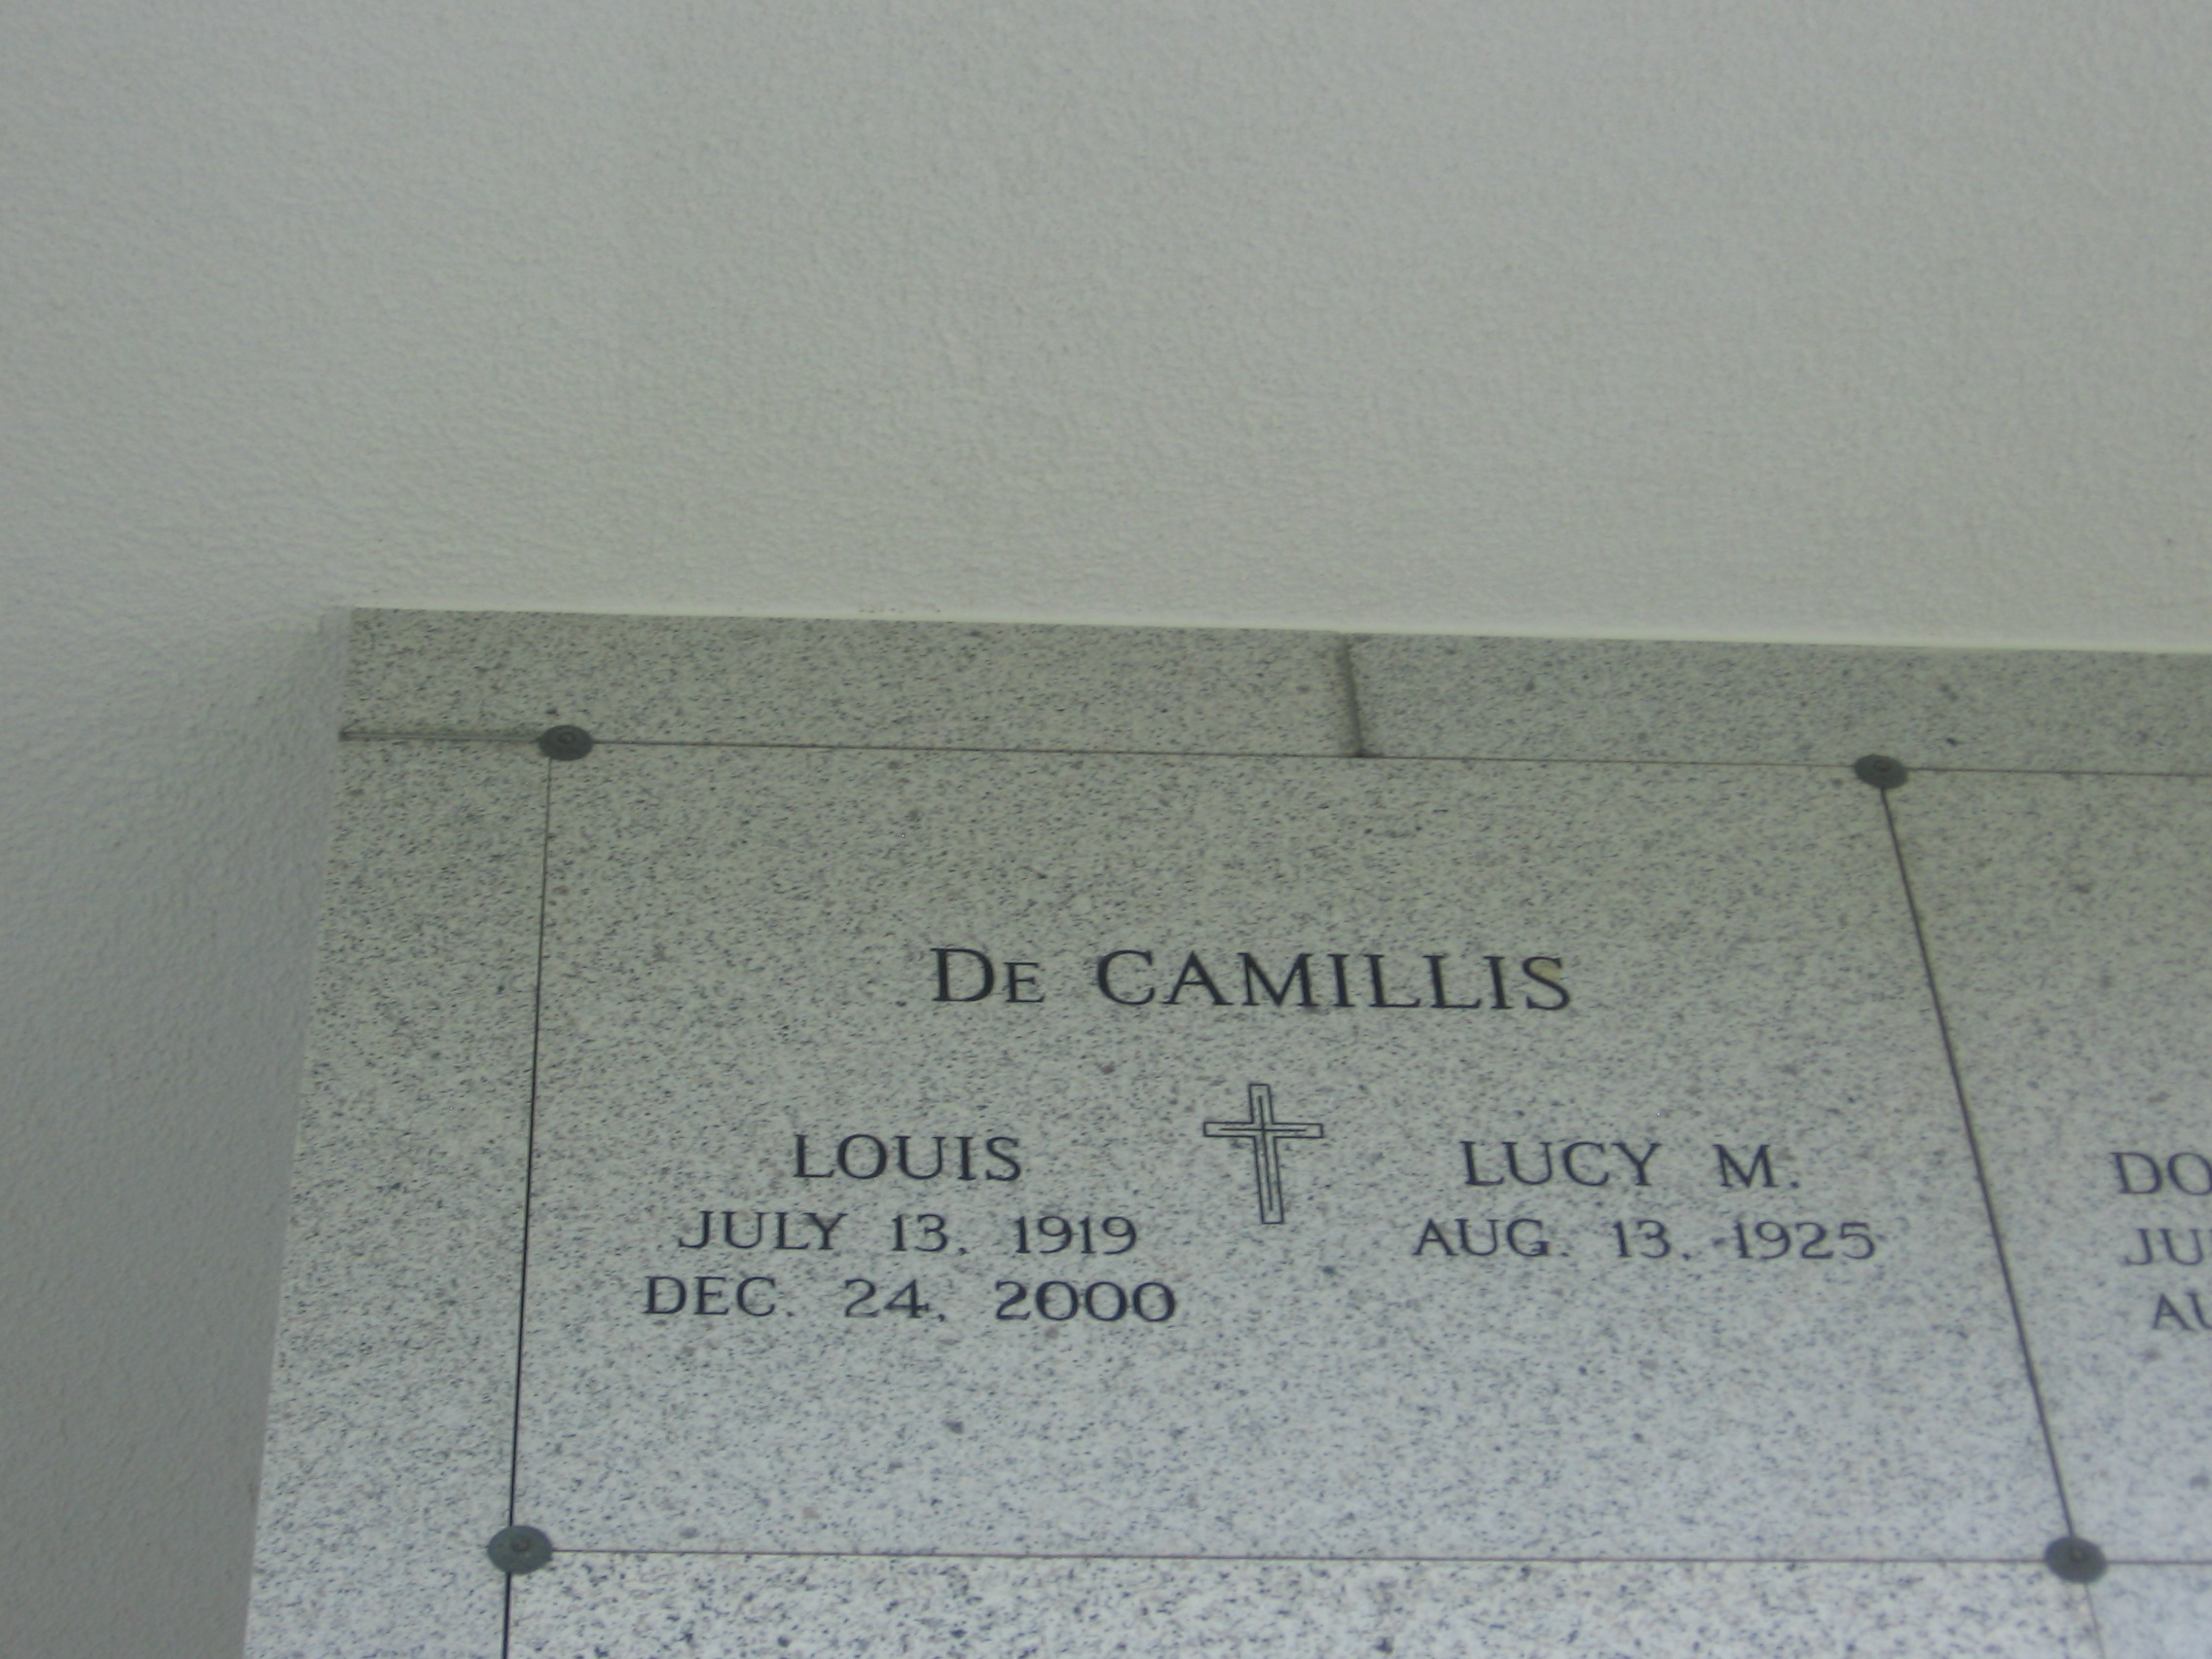 De CAMILLIS
LOUIS
JULY 13, 1919
DEC. 24, 2000
LUCY M.
AUG. 13, 1925